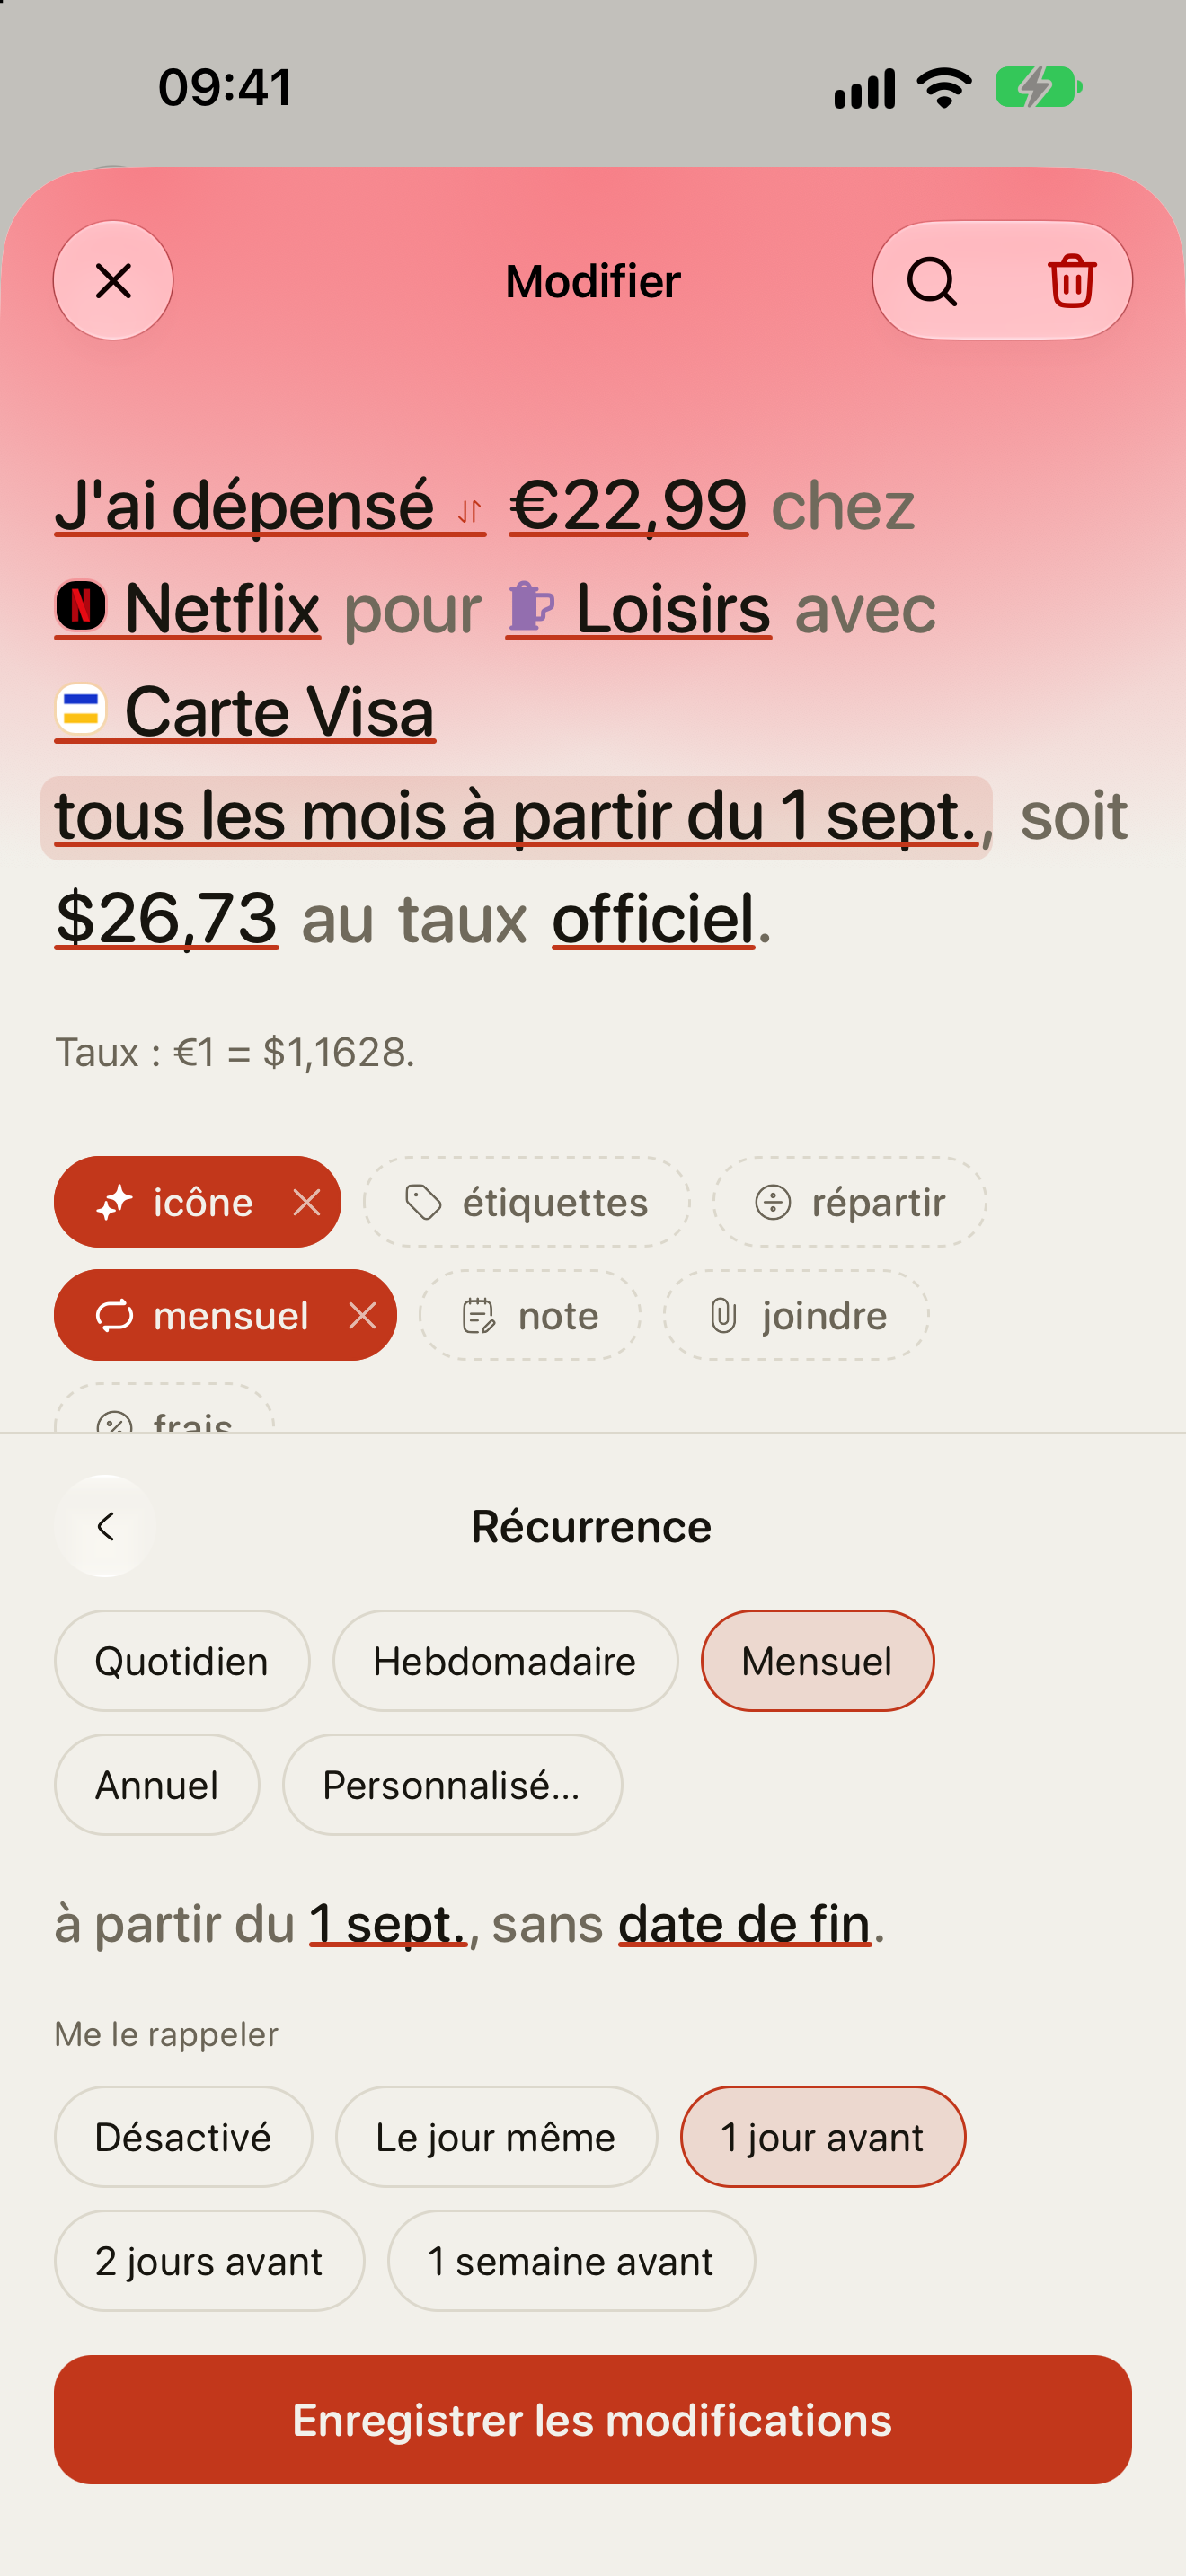 09:41
Modifier
J'ai dépensé €22,99 chez
Netflix pour Loisirs avec
Carte Visa
tous les mois à partir du 1 sept., soit
$26,73 au taux officiel.
Taux : €1 = $1,1628.
icône étiquettes répartir
mensuel note joindre
frais
Récurrence
Quotidien Hebdomadaire Mensuel
Annuel Personnalisé...
à partir du 1 sept., sans date de fin.
Me le rappeler
Désactivé Le jour même 1 jour avant
2 jours avant 1 semaine avant
Enregistrer les modifications